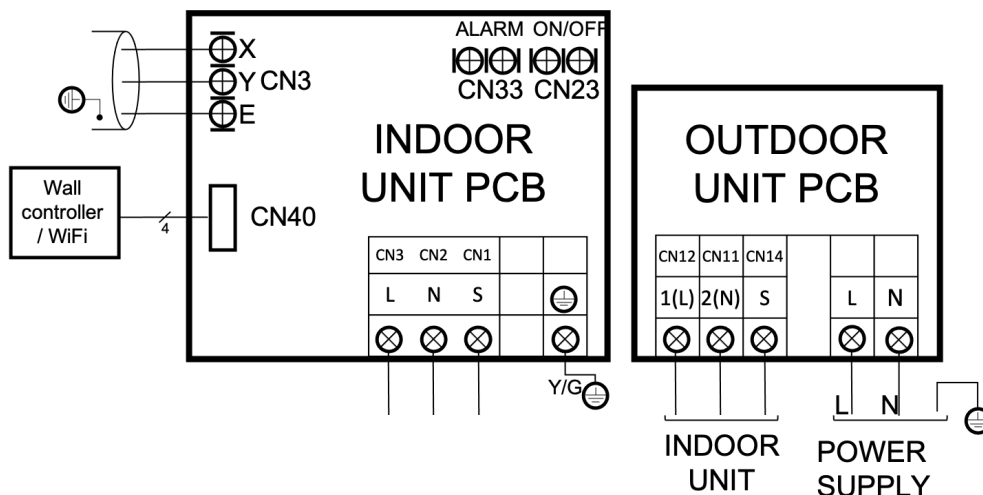 ALARM ON/OFF
X
Y CN3
E
CN33 CN23
INDOOR
UNIT PCB
Wall
controller
/ WiFi
4
CN40
CN3 CN2 CN1
L N S
Y/G
OUTDOOR
UNIT PCB
CN12 CN11 CN14
1(L) 2(N) S L N
L N
INDOOR
UNIT
POWER
SUPPLY